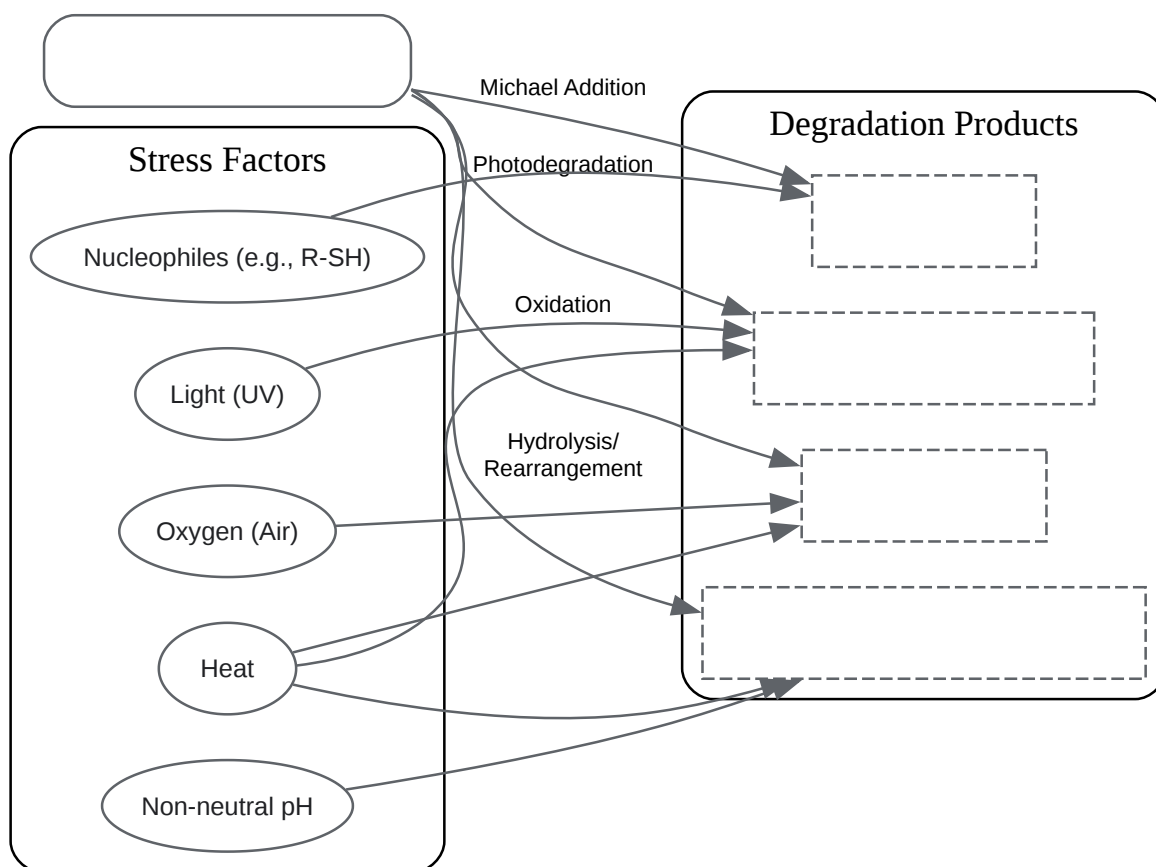 Michael Addition
Degradation Products
Stress Factors
Photodegradation
Nucleophiles (e.g., R-SH)
Oxidation
Light (UV)
Hydrolysis/
Rearrangement
Oxygen (Air)
Heat
Non-neutral pH